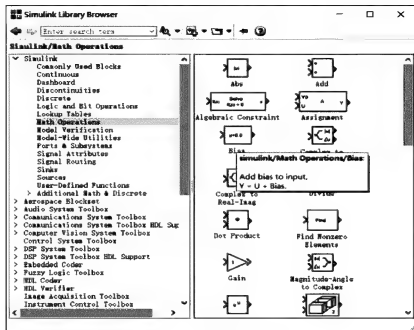 Simulink Library Browser
Enter search term
Simulink/Math Operations
Simulink
Commonly Used Blocks
Continuous
Dashboard
Discontinuities
Discrete
Logic and Bit Operations
Lookup Tables
Math Operations
Model Verification
Model-Wide Utilities
Ports & Subsystems
Signal Attributes
Signal Routing
Sinks
Sources
User-Defined Functions
Additional Math & Discrete
Aerospace Blockset
Audio System Toolbox
Communications System Toolbox
Communications System Toolbox HDL Sup
Computer Vision System Toolbox
Control System Toolbox
DSP System Toolbox
DSP System Toolbox HDL Support
Embedded Coder
Fuzzy Logic Toolbox
HDL Coder
HDL Verifier
Image Acquisition Toolbox
Instrument Control Toolbox
Abs
Add
Algebraic Constraint
Assignment
Bias
simulink/Math Operations/Bias:
Add bias to input.
Y = U + Bias.
Complex to
Real-Imag
Divide
Dot Product
Find Nonzero
Elements
Gain
Magnitude-Angle
to Complex